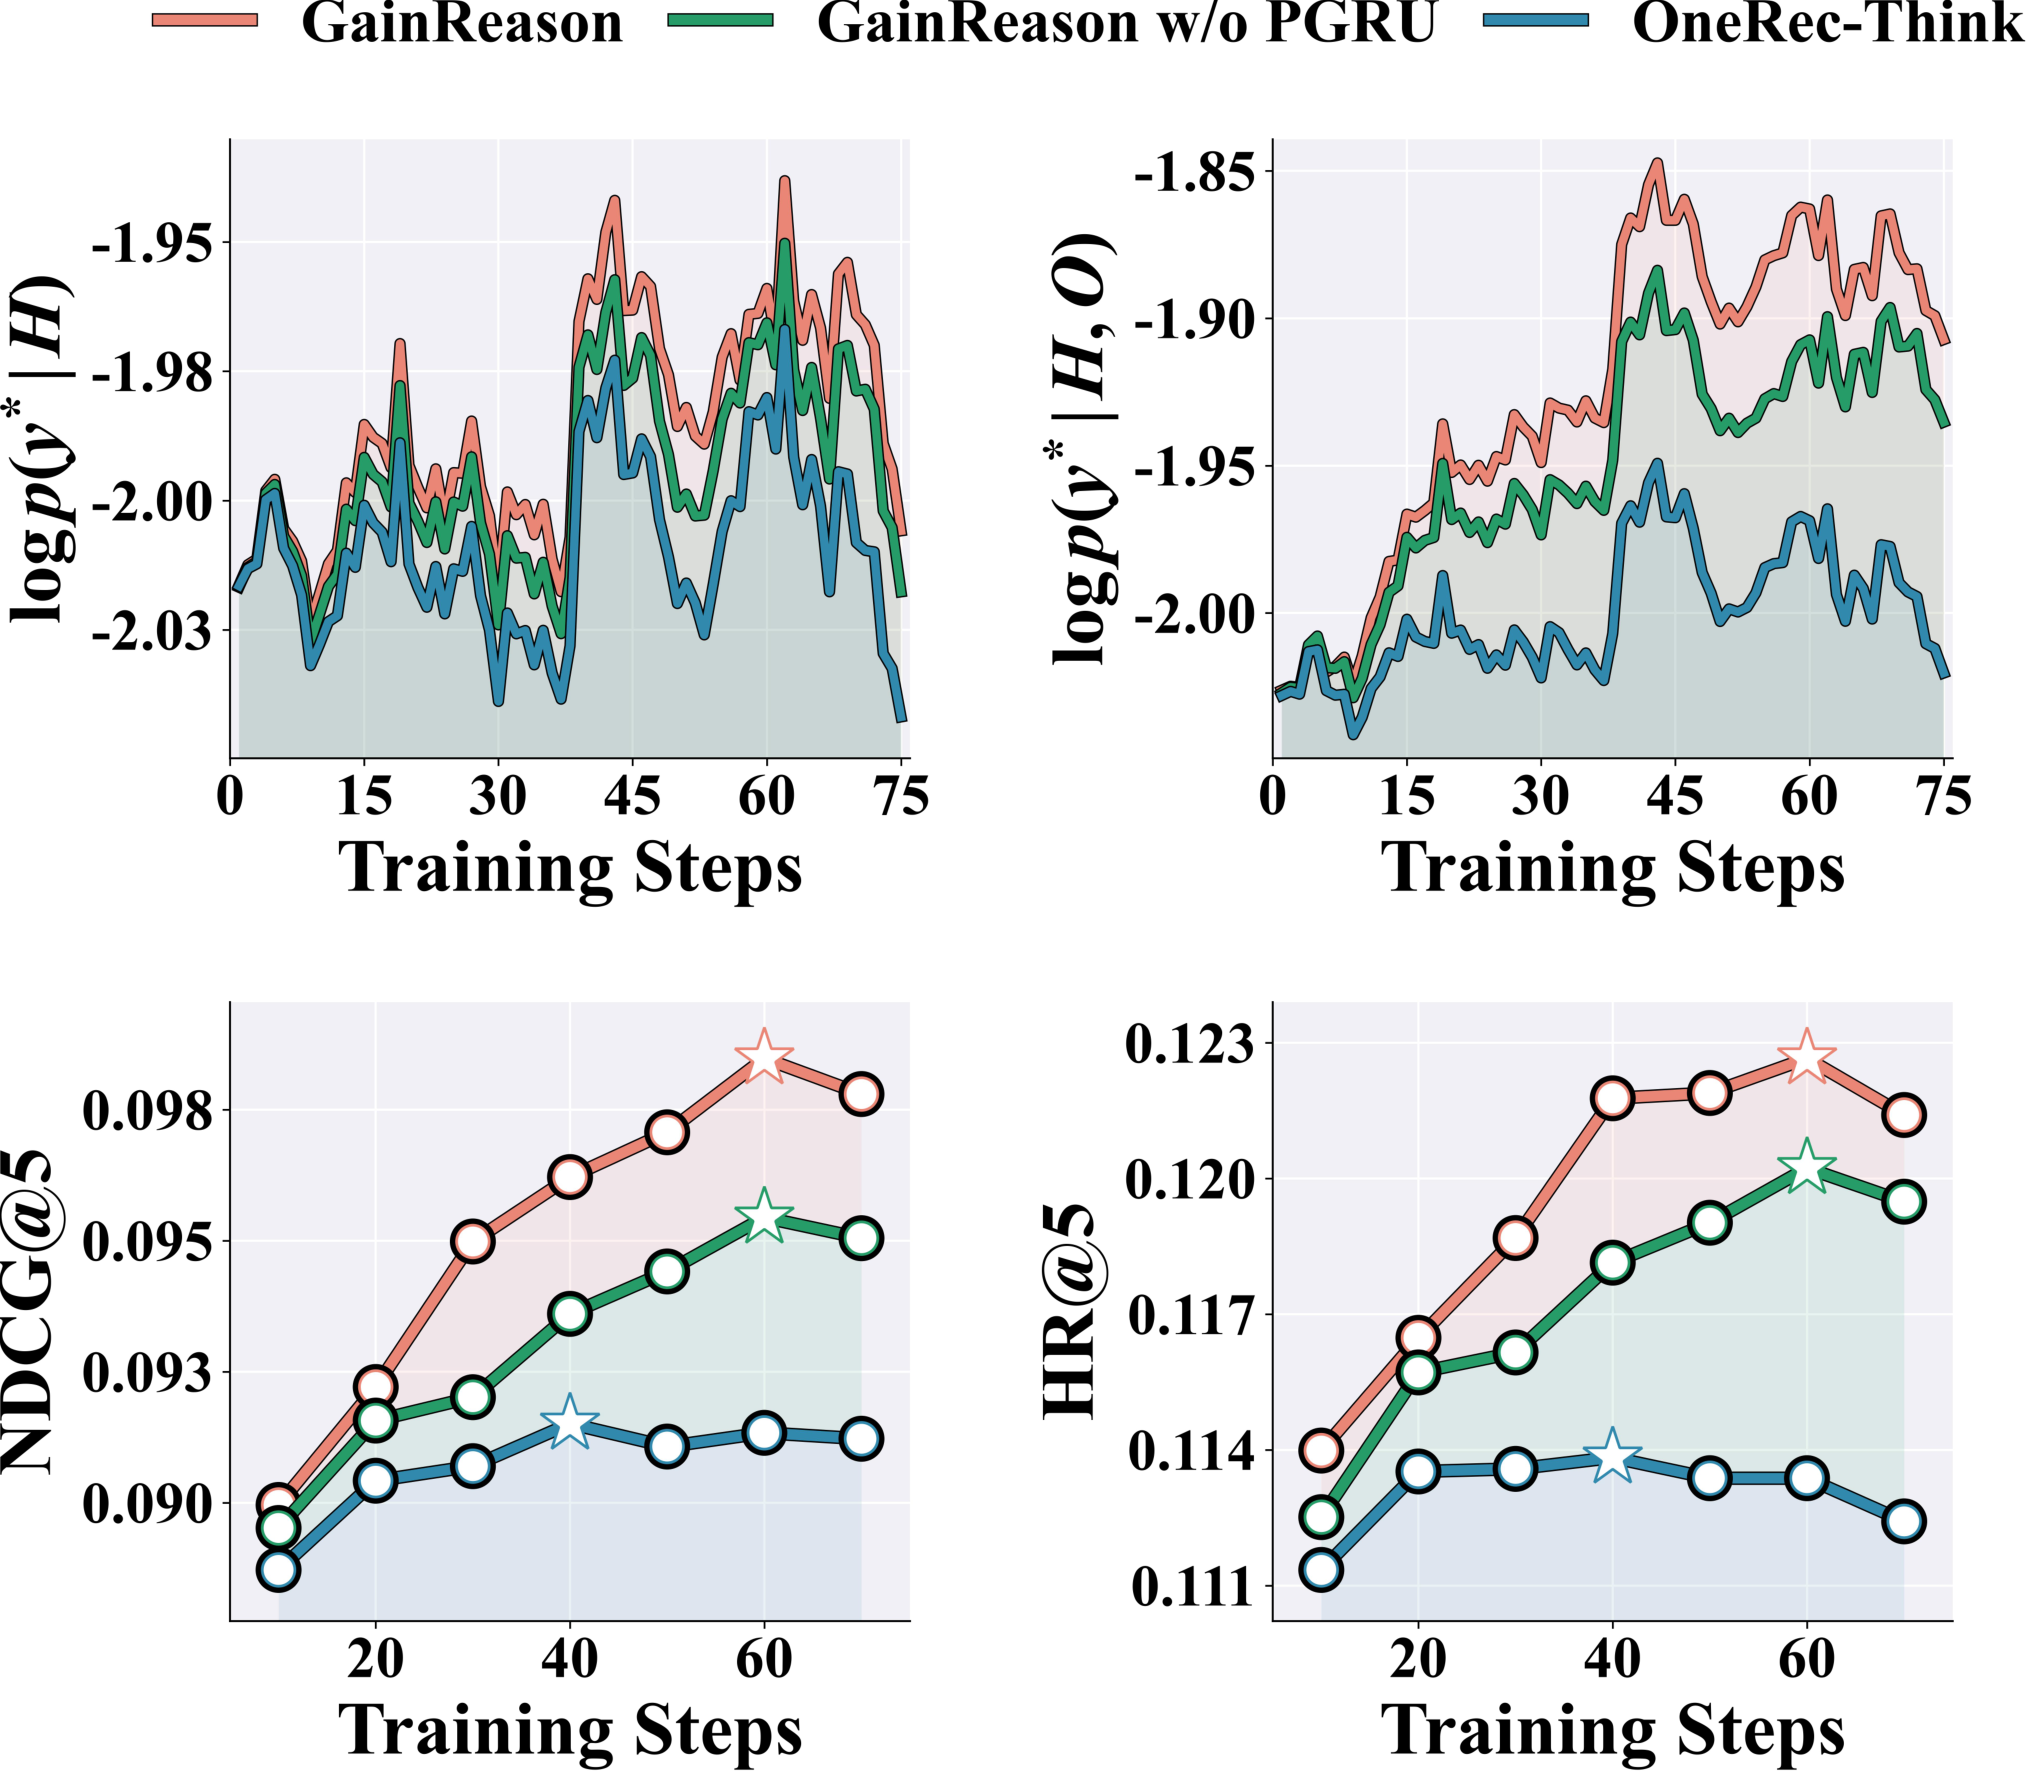 GainReason GainReason w/o PGRU OneRec-Think
log p(y* | H)
-1.95
-1.98
-2.00
-2.03
0 15 30 45 60 75
Training Steps
log p(y* | H, O)
-1.85
-1.90
-1.95
-2.00
0 15 30 45 60 75
Training Steps
NDCG@5
0.098
0.095
0.093
0.090
20 40 60
Training Steps
HR@5
0.123
0.120
0.117
0.114
0.111
20 40 60
Training Steps